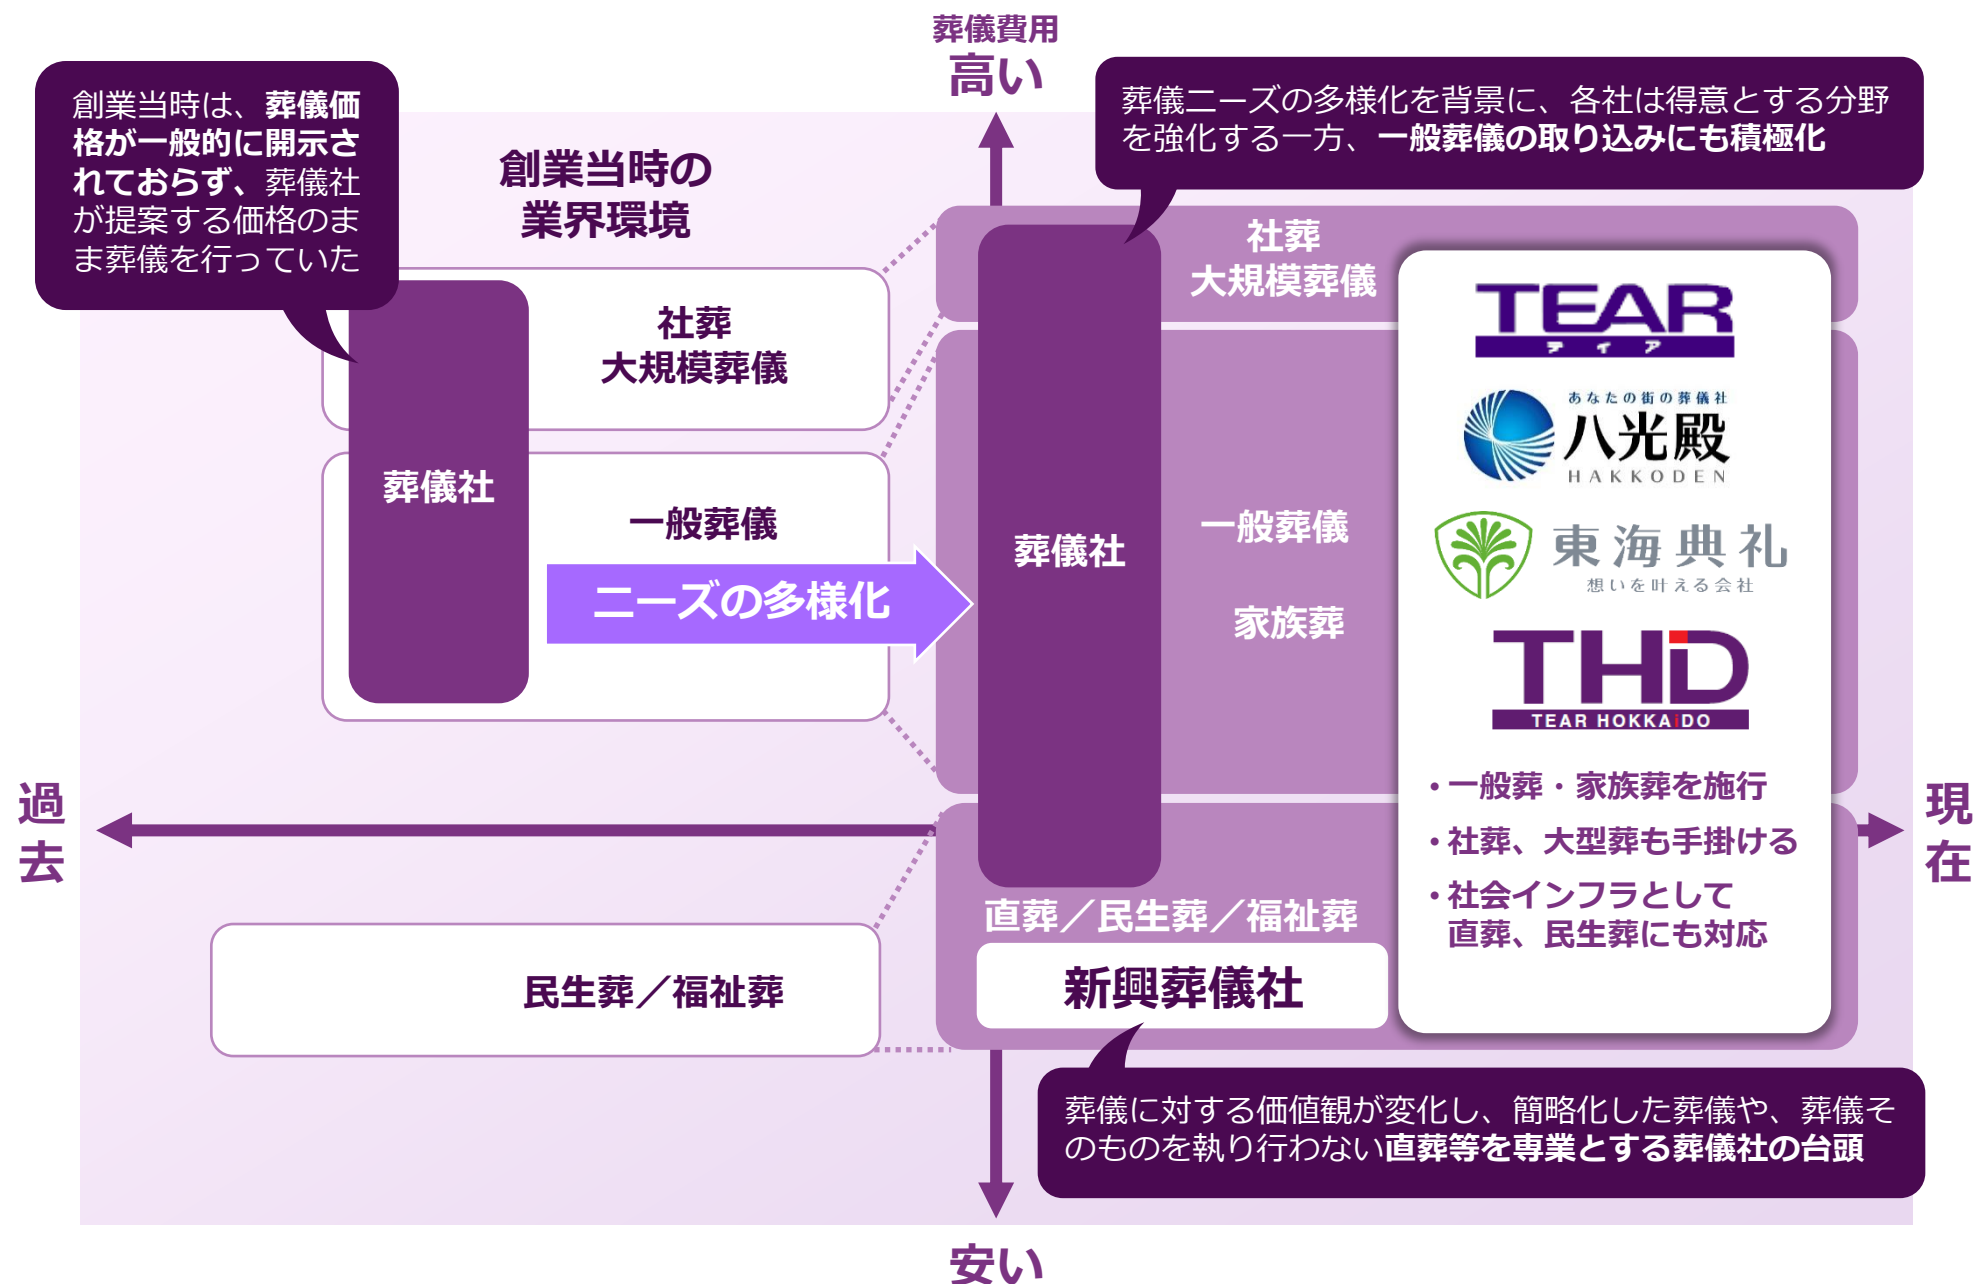 葬儀費用
高い
創業当時は、葬儀価
格が一般的に開示さ
れておらず、葬儀社
が提案する価格のま
ま葬儀を行っていた
創業当時の
業界環境
葬儀ニーズの多様化を背景に、各社は得意とする分野
を強化する一方、一般葬儀の取り込みにも積極化
社葬
大規模葬儀
葬儀社
一般葬儀
ニーズの多様化
民生葬／福祉葬
社葬
大規模葬儀
葬儀社
一般葬儀
家族葬
直葬／民生葬／福祉葬
新興葬儀社
TEAR
ティア
あなたの街の葬儀社
八光殿
HAKKODEN
東海典礼
想いを叶える会社
THD
TEAR HOKKAiDO
・一般葬・家族葬を施行
・社葬、大型葬も手掛ける
・社会インフラとして
直葬、民生葬にも対応
過去
現在
葬儀に対する価値観が変化し、簡略化した葬儀や、葬儀そ
のものを執り行わない直葬等を専業とする葬儀社の台頭
安い